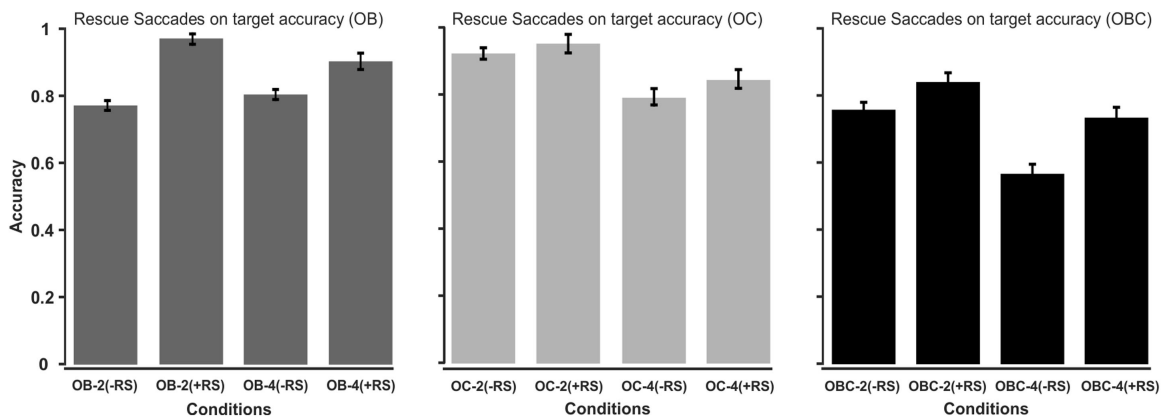 Rescue Saccades on target accuracy (OB)
1
0.8
0.6
0.4
0.2
0
Accuracy
OB-2(-RS) OB-2(+RS) OB-4(-RS) OB-4(+RS)
Conditions
Rescue Saccades on target accuracy (OC)
OC-2(-RS) OC-2(+RS) OC-4(-RS) OC-4(+RS)
Conditions
Rescue Saccades on target accuracy (OBC)
OBC-2(-RS) OBC-2(+RS) OBC-4(-RS) OBC-4(+RS)
Conditions